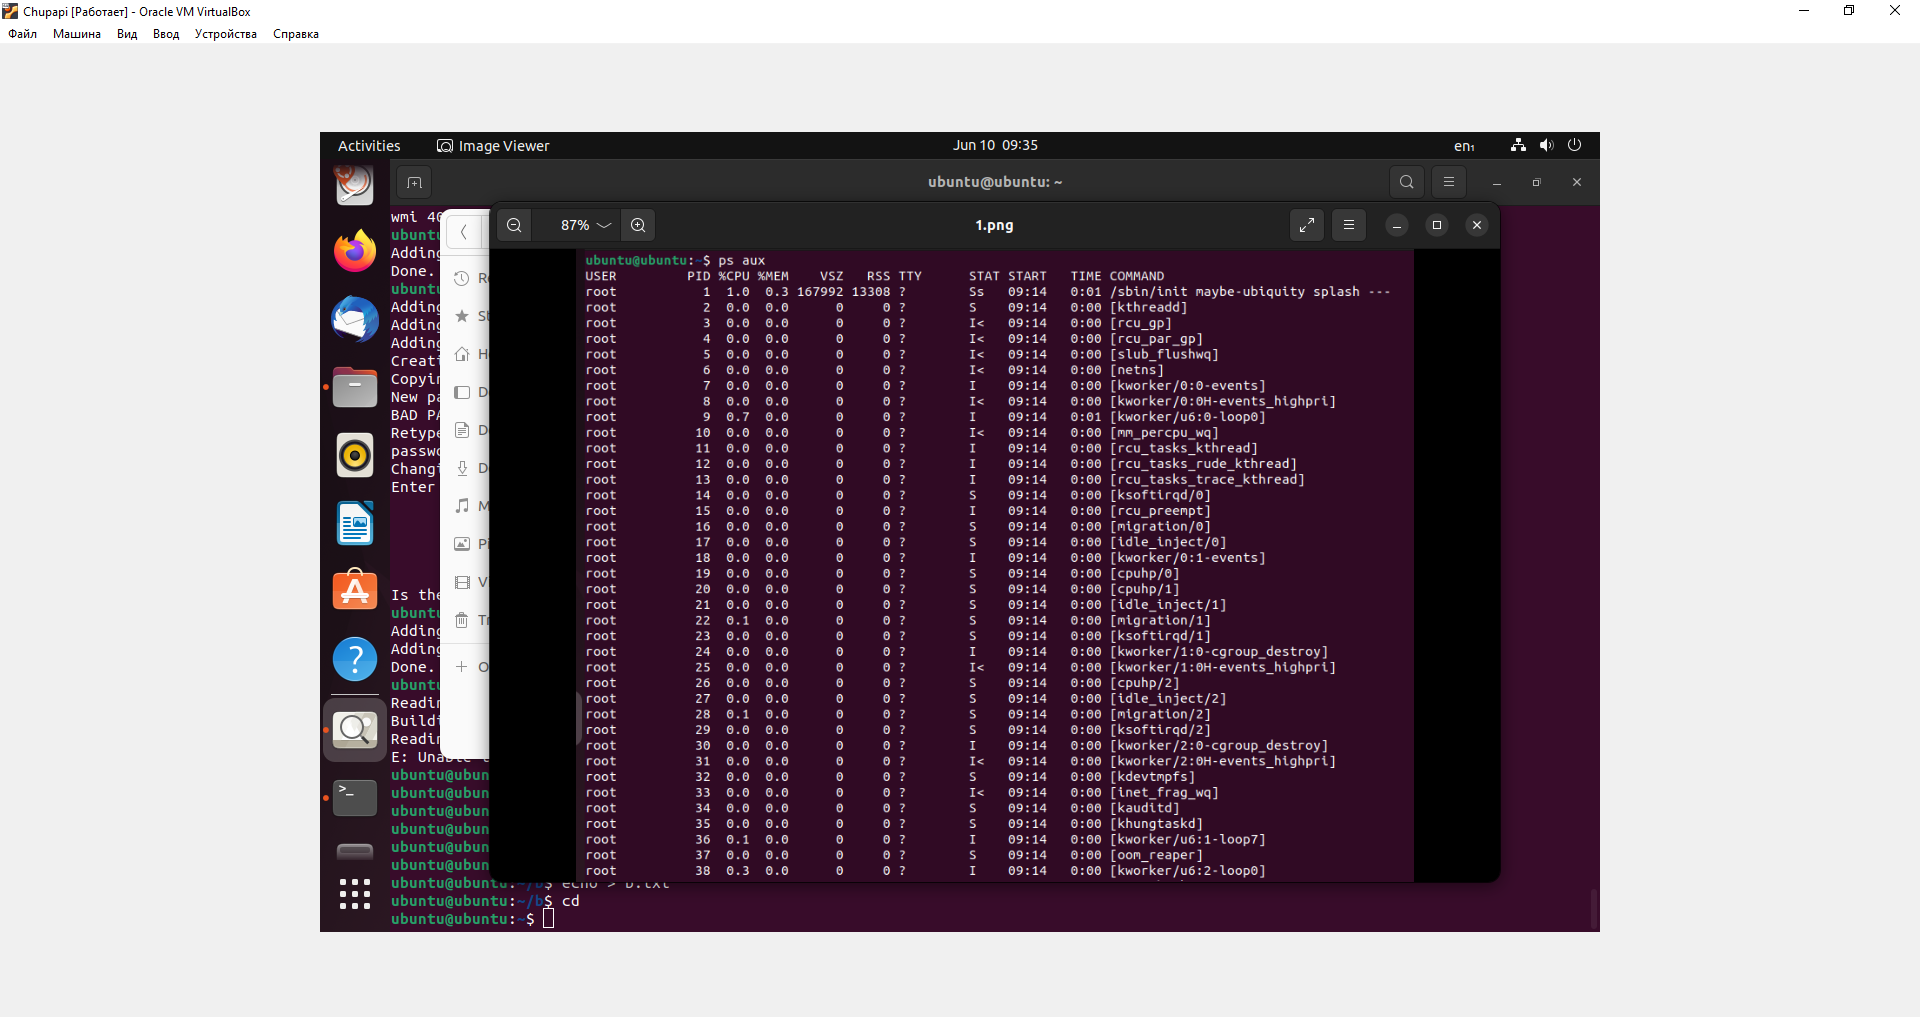 Chupapi [Работает] - Oracle VM VirtualBox
Файл Машина Вид Ввод Устройства Справка
Activities Image Viewer Jun 10 09:35 en₁
ubuntu@ubuntu: ~
87% 1.png
wmi 40
ubuntu
Adding
Done.
ubuntu
Adding
Adding
Adding
Creati
Copyin
New pa
BAD PA
Retype
passwo
Changi
Enter
Is the
ubuntu
Adding
Adding
Done.
ubuntu
Readin
Buildi
Readin
E: Unab
ubuntu@ubun
ubuntu@ubun
ubuntu@ubun
ubuntu@ubun
ubuntu@ubun
ubuntu@ubun
ubuntu@ubuntu:~/b$ echo > b.txt
ubuntu@ubuntu:~/b$ cd
ubuntu@ubuntu:~$
Re
St
H
D
D
D
M
Pi
V
Tr
O
ubuntu@ubuntu:~$ ps aux
USER PID %CPU %MEM VSZ RSS TTY STAT START TIME COMMAND
root 1 1.0 0.3 167992 13308 ? Ss 09:14 0:01 /sbin/init maybe-ubiquity splash ---
root 2 0.0 0.0 0 0 ? S 09:14 0:00 [kthreadd]
root 3 0.0 0.0 0 0 ? I< 09:14 0:00 [rcu_gp]
root 4 0.0 0.0 0 0 ? I< 09:14 0:00 [rcu_par_gp]
root 5 0.0 0.0 0 0 ? I< 09:14 0:00 [slub_flushwq]
root 6 0.0 0.0 0 0 ? I< 09:14 0:00 [netns]
root 7 0.0 0.0 0 0 ? I 09:14 0:00 [kworker/0:0-events]
root 8 0.0 0.0 0 0 ? I< 09:14 0:00 [kworker/0:0H-events_highpri]
root 9 0.7 0.0 0 0 ? I 09:14 0:01 [kworker/u6:0-loop0]
root 10 0.0 0.0 0 0 ? I< 09:14 0:00 [mm_percpu_wq]
root 11 0.0 0.0 0 0 ? I 09:14 0:00 [rcu_tasks_kthread]
root 12 0.0 0.0 0 0 ? I 09:14 0:00 [rcu_tasks_rude_kthread]
root 13 0.0 0.0 0 0 ? I 09:14 0:00 [rcu_tasks_trace_kthread]
root 14 0.0 0.0 0 0 ? S 09:14 0:00 [ksoftirqd/0]
root 15 0.0 0.0 0 0 ? I 09:14 0:00 [rcu_preempt]
root 16 0.0 0.0 0 0 ? S 09:14 0:00 [migration/0]
root 17 0.0 0.0 0 0 ? S 09:14 0:00 [idle_inject/0]
root 18 0.0 0.0 0 0 ? I 09:14 0:00 [kworker/0:1-events]
root 19 0.0 0.0 0 0 ? S 09:14 0:00 [cpuhp/0]
root 20 0.0 0.0 0 0 ? S 09:14 0:00 [cpuhp/1]
root 21 0.0 0.0 0 0 ? S 09:14 0:00 [idle_inject/1]
root 22 0.1 0.0 0 0 ? S 09:14 0:00 [migration/1]
root 23 0.0 0.0 0 0 ? S 09:14 0:00 [ksoftirqd/1]
root 24 0.0 0.0 0 0 ? I 09:14 0:00 [kworker/1:0-cgroup_destroy]
root 25 0.0 0.0 0 0 ? I< 09:14 0:00 [kworker/1:0H-events_highpri]
root 26 0.0 0.0 0 0 ? S 09:14 0:00 [cpuhp/2]
root 27 0.0 0.0 0 0 ? S 09:14 0:00 [idle_inject/2]
root 28 0.1 0.0 0 0 ? S 09:14 0:00 [migration/2]
root 29 0.0 0.0 0 0 ? S 09:14 0:00 [ksoftirqd/2]
root 30 0.0 0.0 0 0 ? I 09:14 0:00 [kworker/2:0-cgroup_destroy]
root 31 0.0 0.0 0 0 ? I< 09:14 0:00 [kworker/2:0H-events_highpri]
root 32 0.0 0.0 0 0 ? S 09:14 0:00 [kdevtmpfs]
root 33 0.0 0.0 0 0 ? I< 09:14 0:00 [inet_frag_wq]
root 34 0.0 0.0 0 0 ? S 09:14 0:00 [kauditd]
root 35 0.0 0.0 0 0 ? S 09:14 0:00 [khungtaskd]
root 36 0.1 0.0 0 0 ? I 09:14 0:00 [kworker/u6:1-loop7]
root 37 0.0 0.0 0 0 ? S 09:14 0:00 [oom_reaper]
root 38 0.3 0.0 0 0 ? I 09:14 0:00 [kworker/u6:2-loop0]